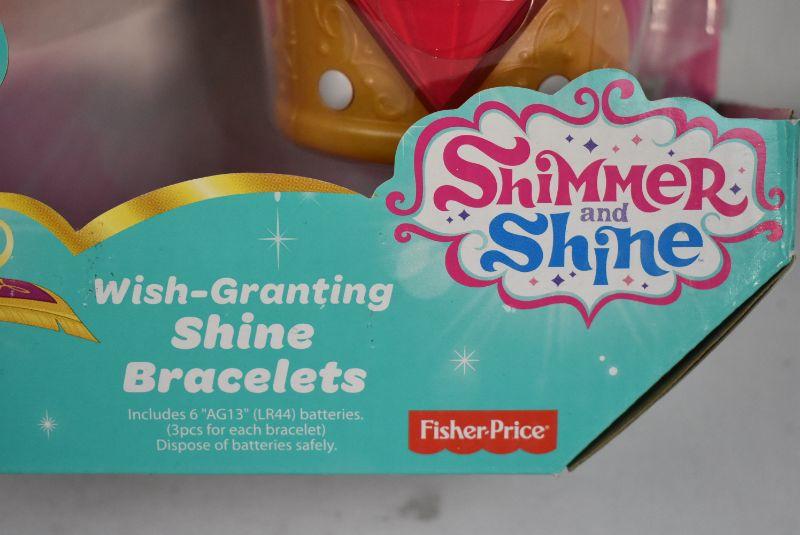 Shimmer
and
Shine
Wish-Granting
Shine
Bracelets
Includes 6 "AG13" (LR44) batteries.
(3pcs for each bracelet)
Dispose of batteries safely.
Fisher-Price®